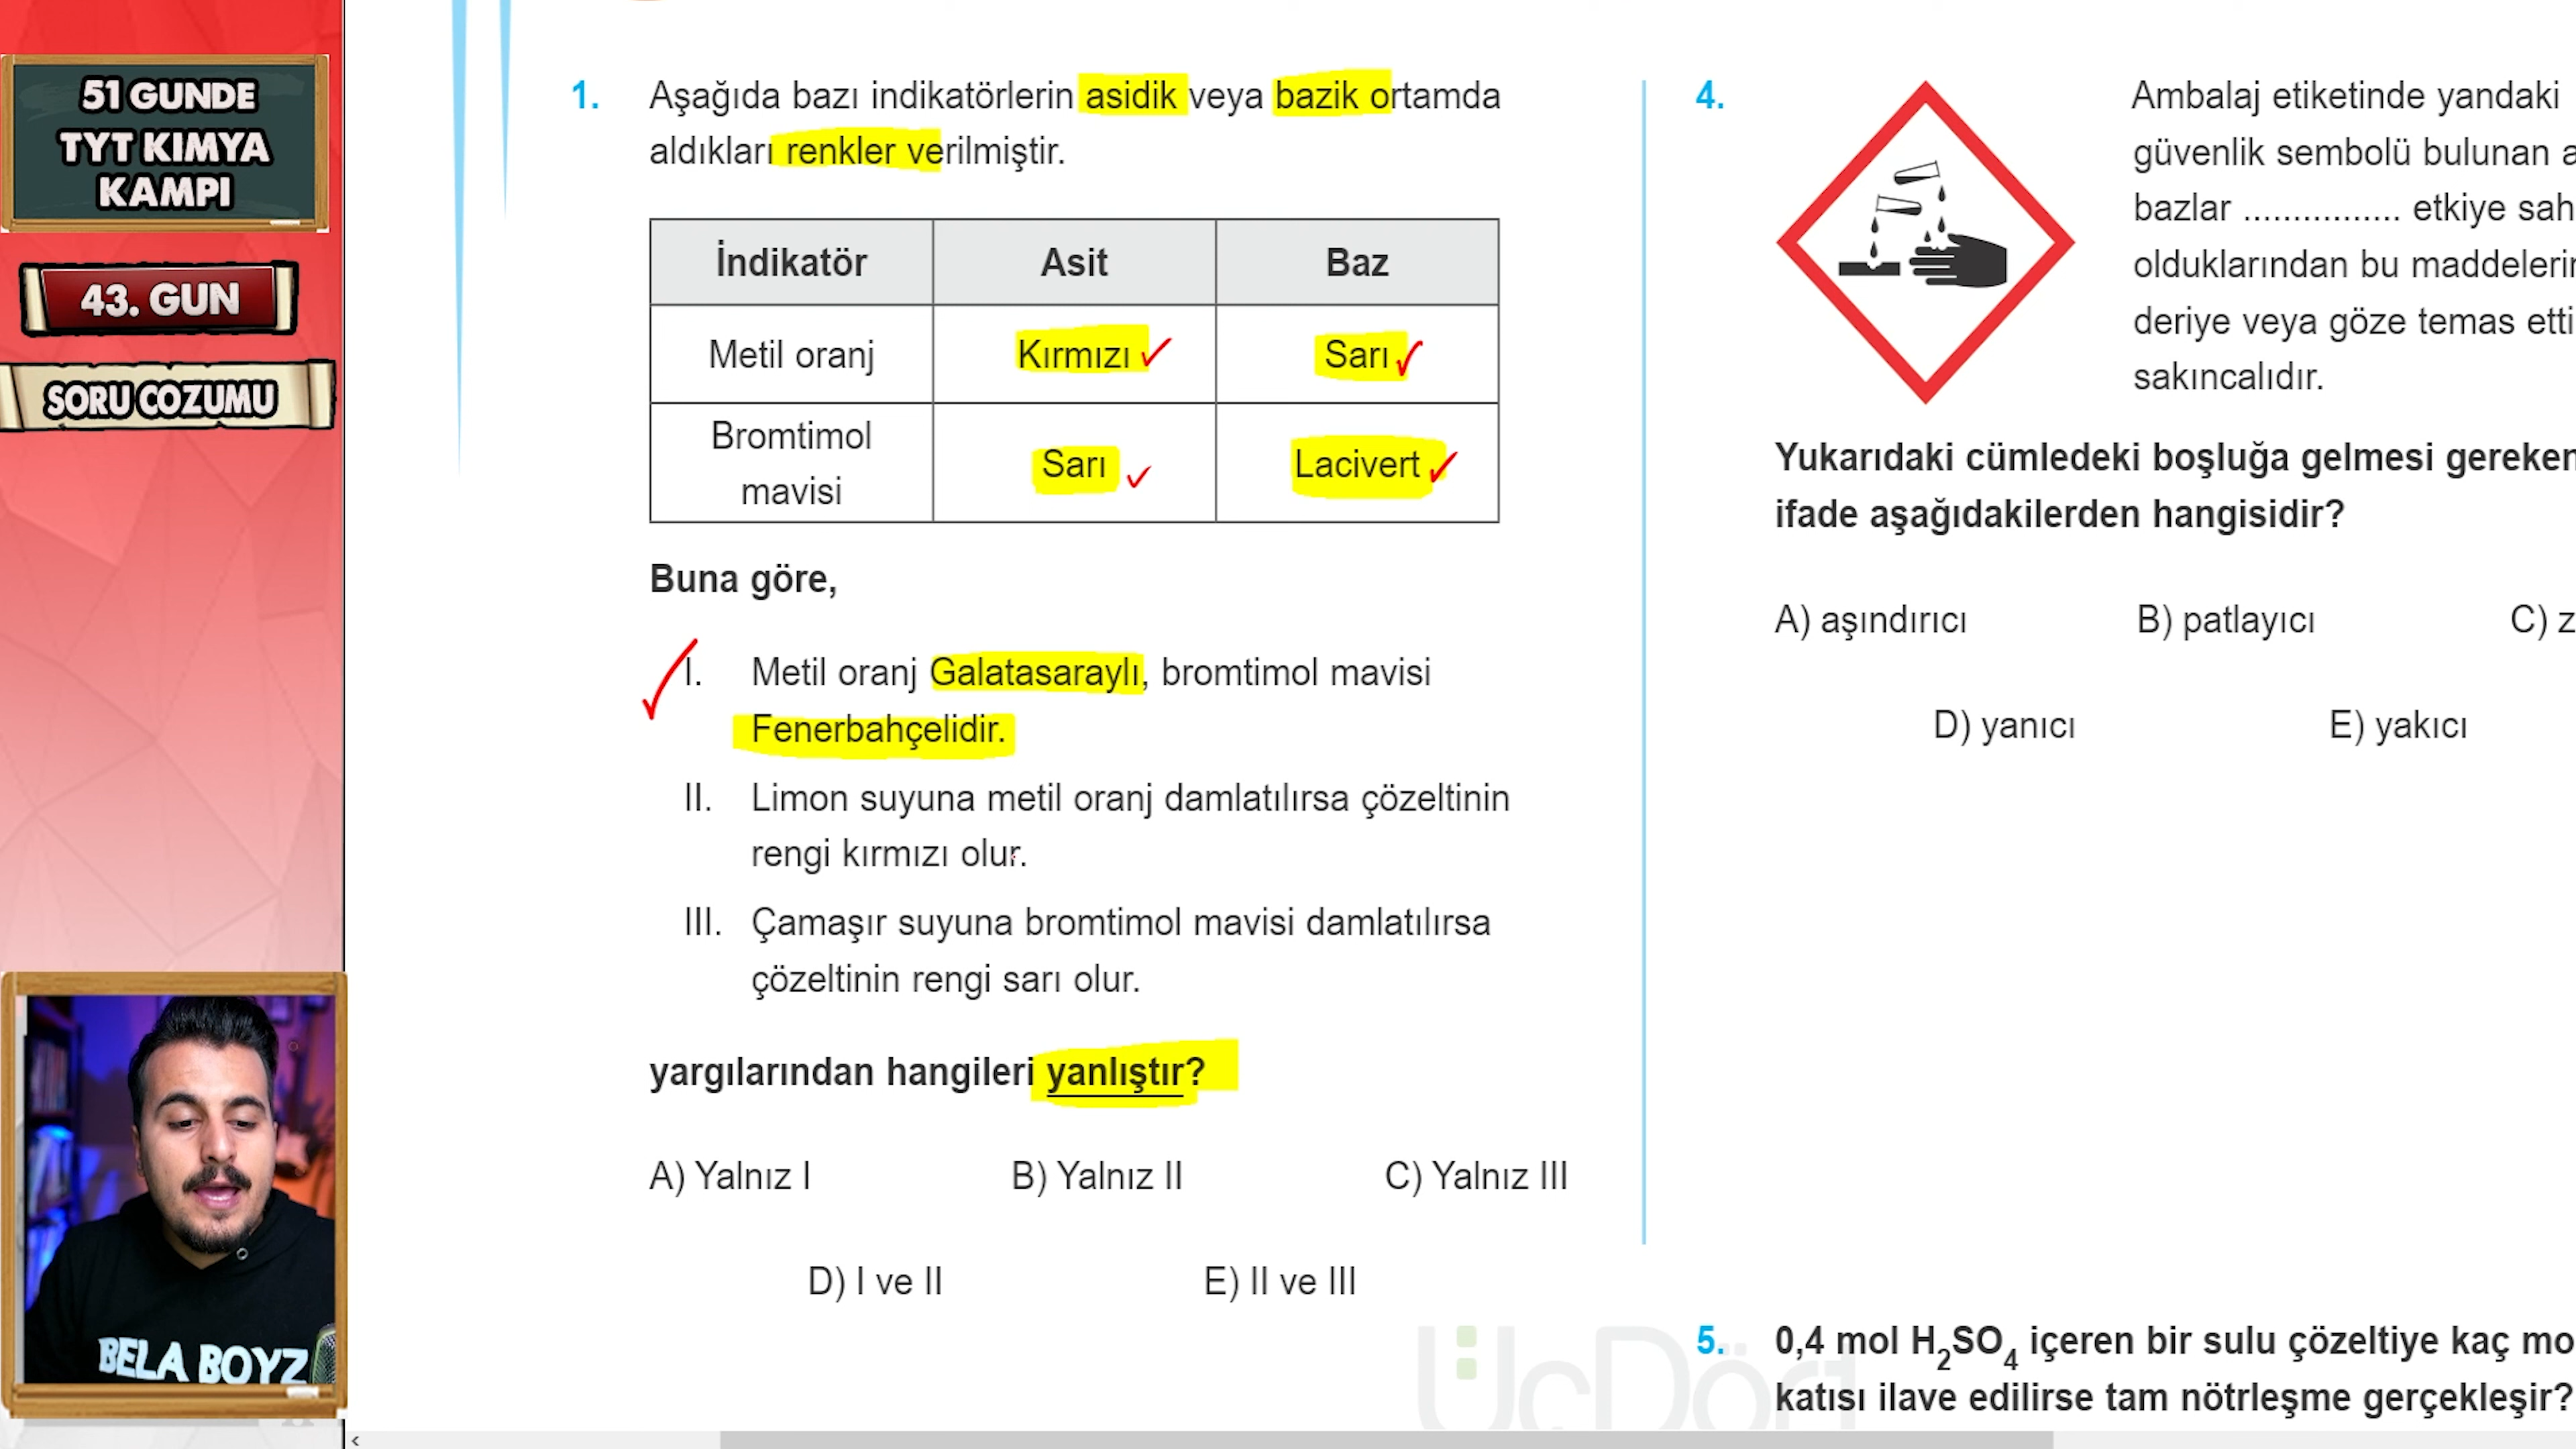 51 GUNDE
TYT KIMYA
KAMPI
43. GUN
SORU COZUMU
BELA BOYZ
1. Aşağıda bazı indikatörlerin asidik veya bazik ortamda
aldıkları renkler verilmiştir.
İndikatör Asit Baz
Metil oranj Kırmızı Sarı
Bromtimol
mavisi Sarı Lacivert
Buna göre,
I. Metil oranj Galatasaraylı, bromtimol mavisi
Fenerbahçelidir.
II. Limon suyuna metil oranj damlatılırsa çözeltinin
rengi kırmızı olur.
III. Çamaşır suyuna bromtimol mavisi damlatılırsa
çözeltinin rengi sarı olur.
yargılarından hangileri yanlıştır?
A) Yalnız I B) Yalnız II C) Yalnız III
D) I ve II E) II ve III
4. Ambalaj etiketinde yandaki
güvenlik sembolü bulunan
bazlar ................ etkiye
olduklarından bu
deriye veya göze temas
sakıncalıdır.
Yukarıdaki cümledeki boşluğa gelmesi
ifade aşağıdakilerden hangisidir?
A) aşındırıcı B) patlayıcı C)
D) yanıcı E) yakıcı
5. 0,4 mol H₂SO₄ içeren bir sulu çözeltiye kaç
katısı ilave edilirse tam nötrleşme gerçekleşir?